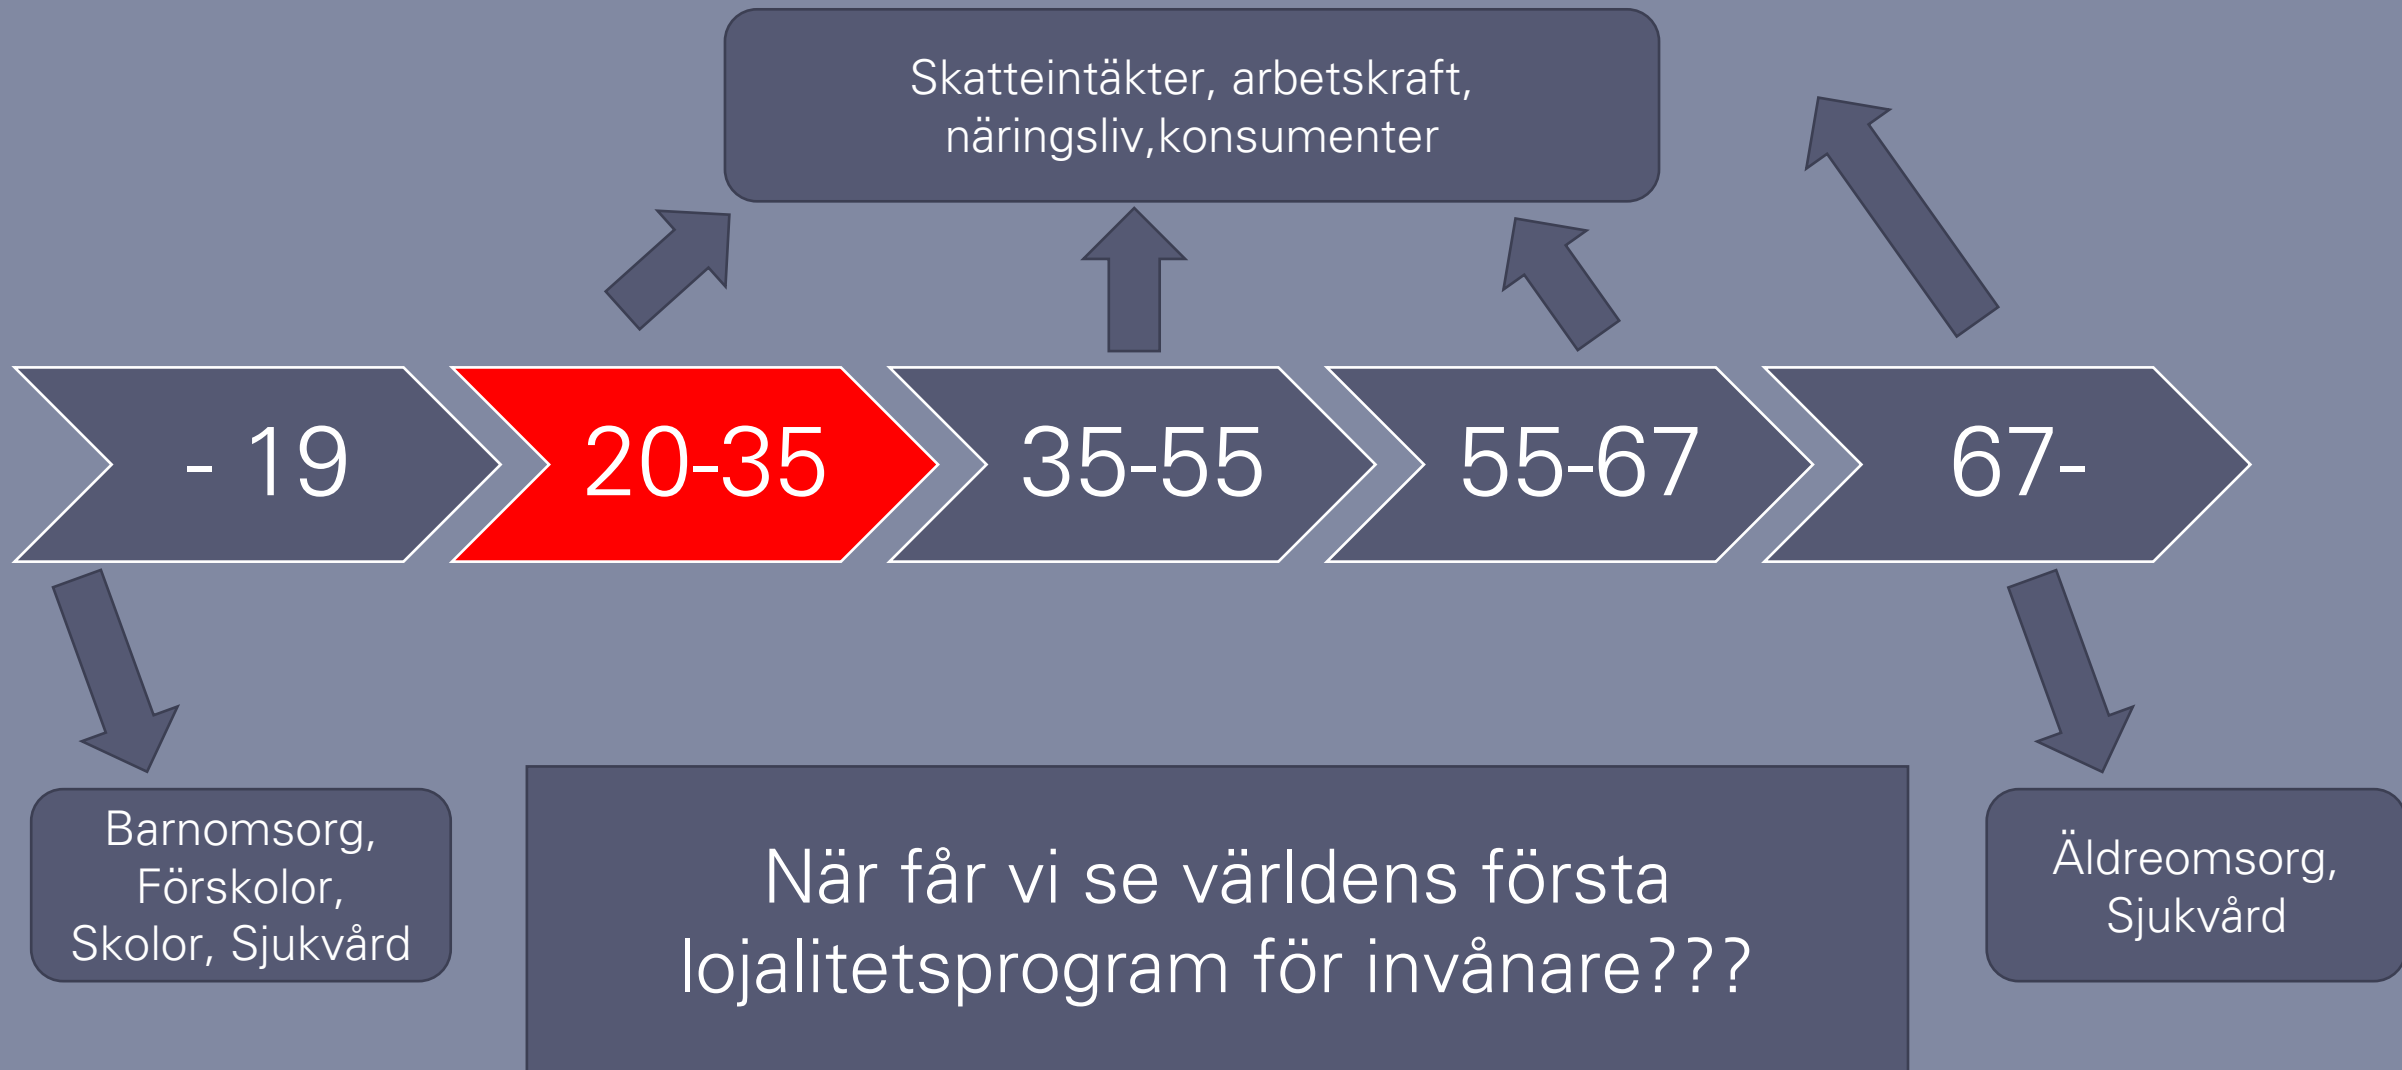 Skatteintäkter, arbetskraft,
näringsliv,konsumenter
- 19
20-35
35-55
55-67
67-
Barnomsorg,
Förskolor,
Skolor, Sjukvård
När får vi se världens första
lojalitetsprogram för invånare???
Äldreomsorg,
Sjukvård